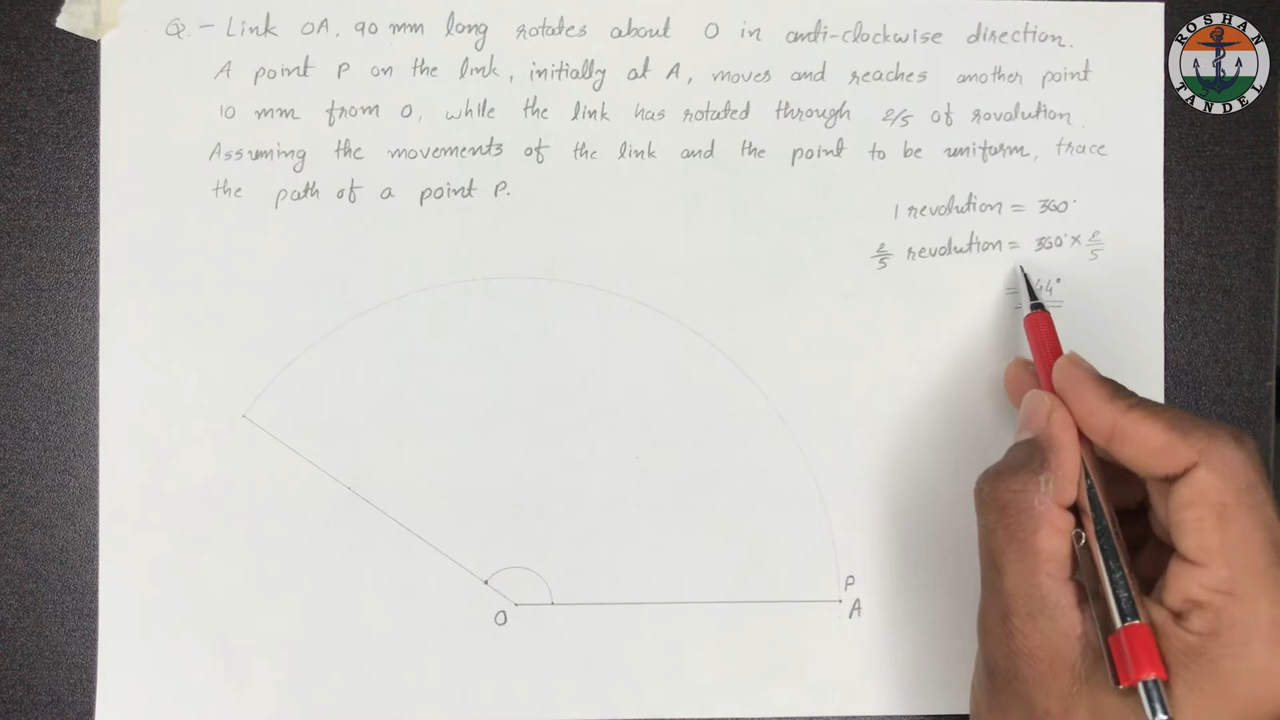 Q. - Link OA, 90 mm long rotates about O in anti-clockwise direction.
A point P on the link, initially at A, moves and reaches another point
10 mm from O, while the link has rotated through 2/5 of rovolution.
Assuming the movements of the link and the point to be uniform, trace
the path of a point P.
1 revolution = 360°
2/5 revolution = 360° × 2/5
= 44°
P
O
A
ROSHAN
TANDEL